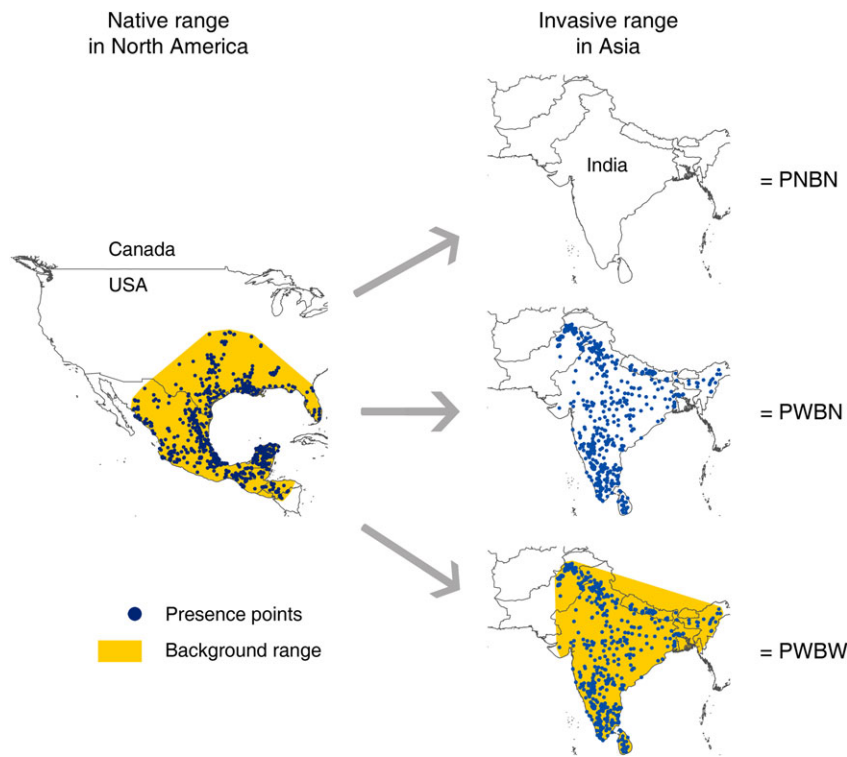 Native range
in North America
Invasive range
in Asia
India
= PNBN
Canada
USA
= PWBN
Presence points
Background range
= PWBW